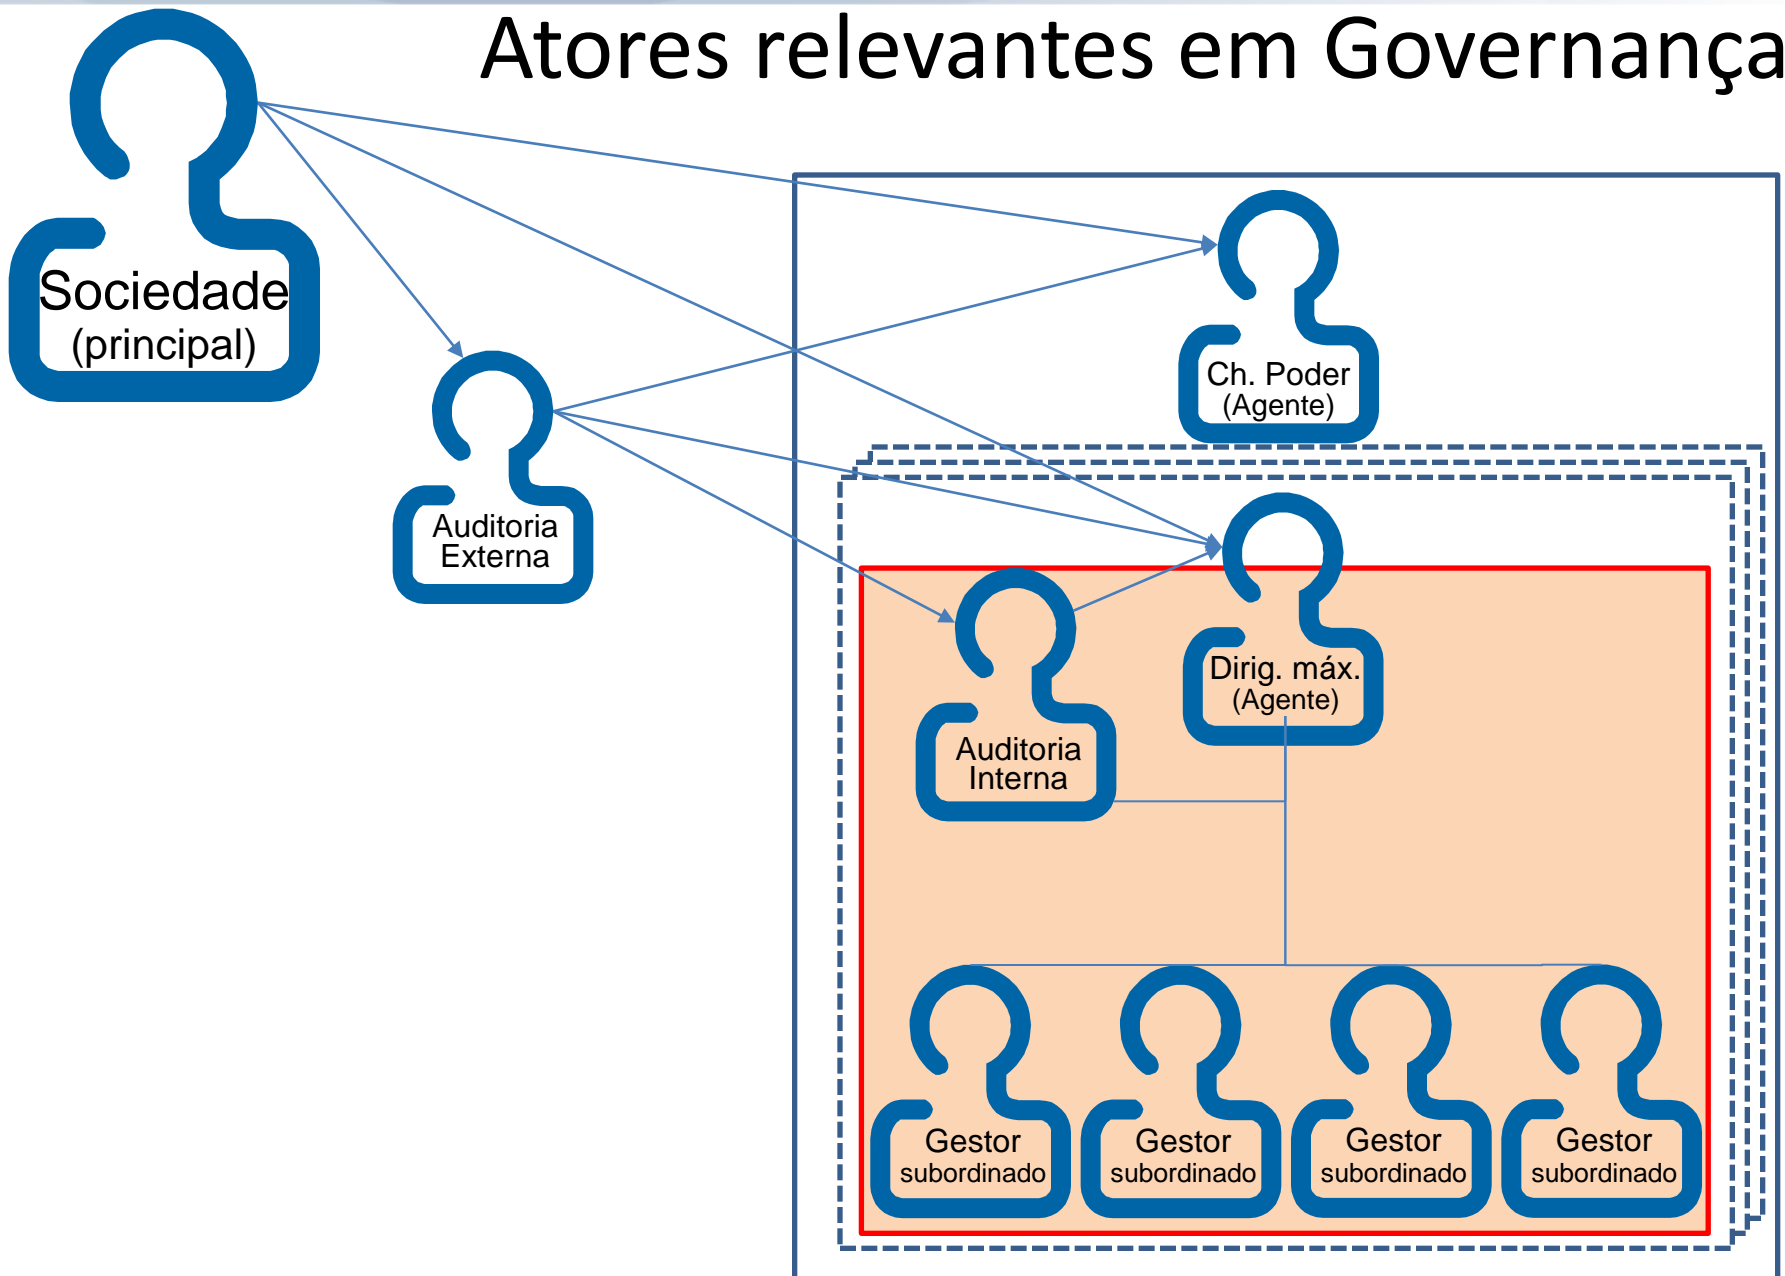 Atores relevantes em Governança
Sociedade
(principal)
Ch. Poder
(Agente)
Auditoria
Externa
Dirig. máx.
(Agente)
Auditoria
Interna
Gestor
subordinado
Gestor
subordinado
Gestor
subordinado
Gestor
subordinado